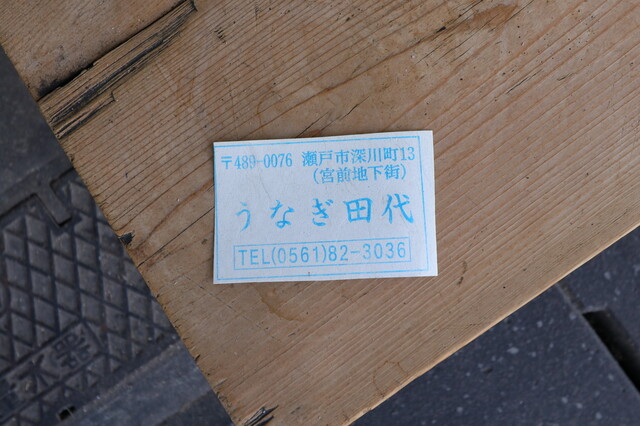 〒489-0076 瀬戸市深川町13
(宮前地下街)
うなぎ田代
TEL(0561)82-3036